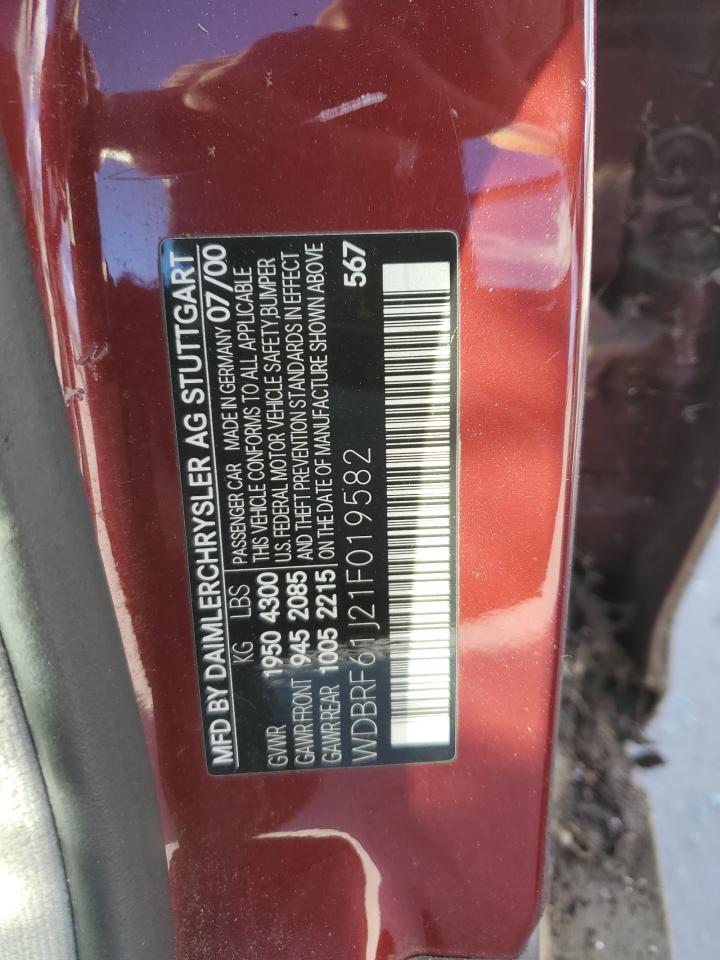 MFD BY DAIMLERCHRYSLER AG STUTTGART
KG LBS PASSENGER CAR MADE IN GERMANY 07/00
THIS VEHICLE CONFORMS TO ALL APPLICABLE
GVWR 1950 4300 U.S. FEDERAL MOTOR VEHICLE SAFETY,BUMPER
GAWR FRONT 945 2085 AND THEFT PREVENTION STANDARDS IN EFFECT
GAWR REAR 1005 2215 ON THE DATE OF MANUFACTURE SHOWN ABOVE
WDBRF61J21F019582 567